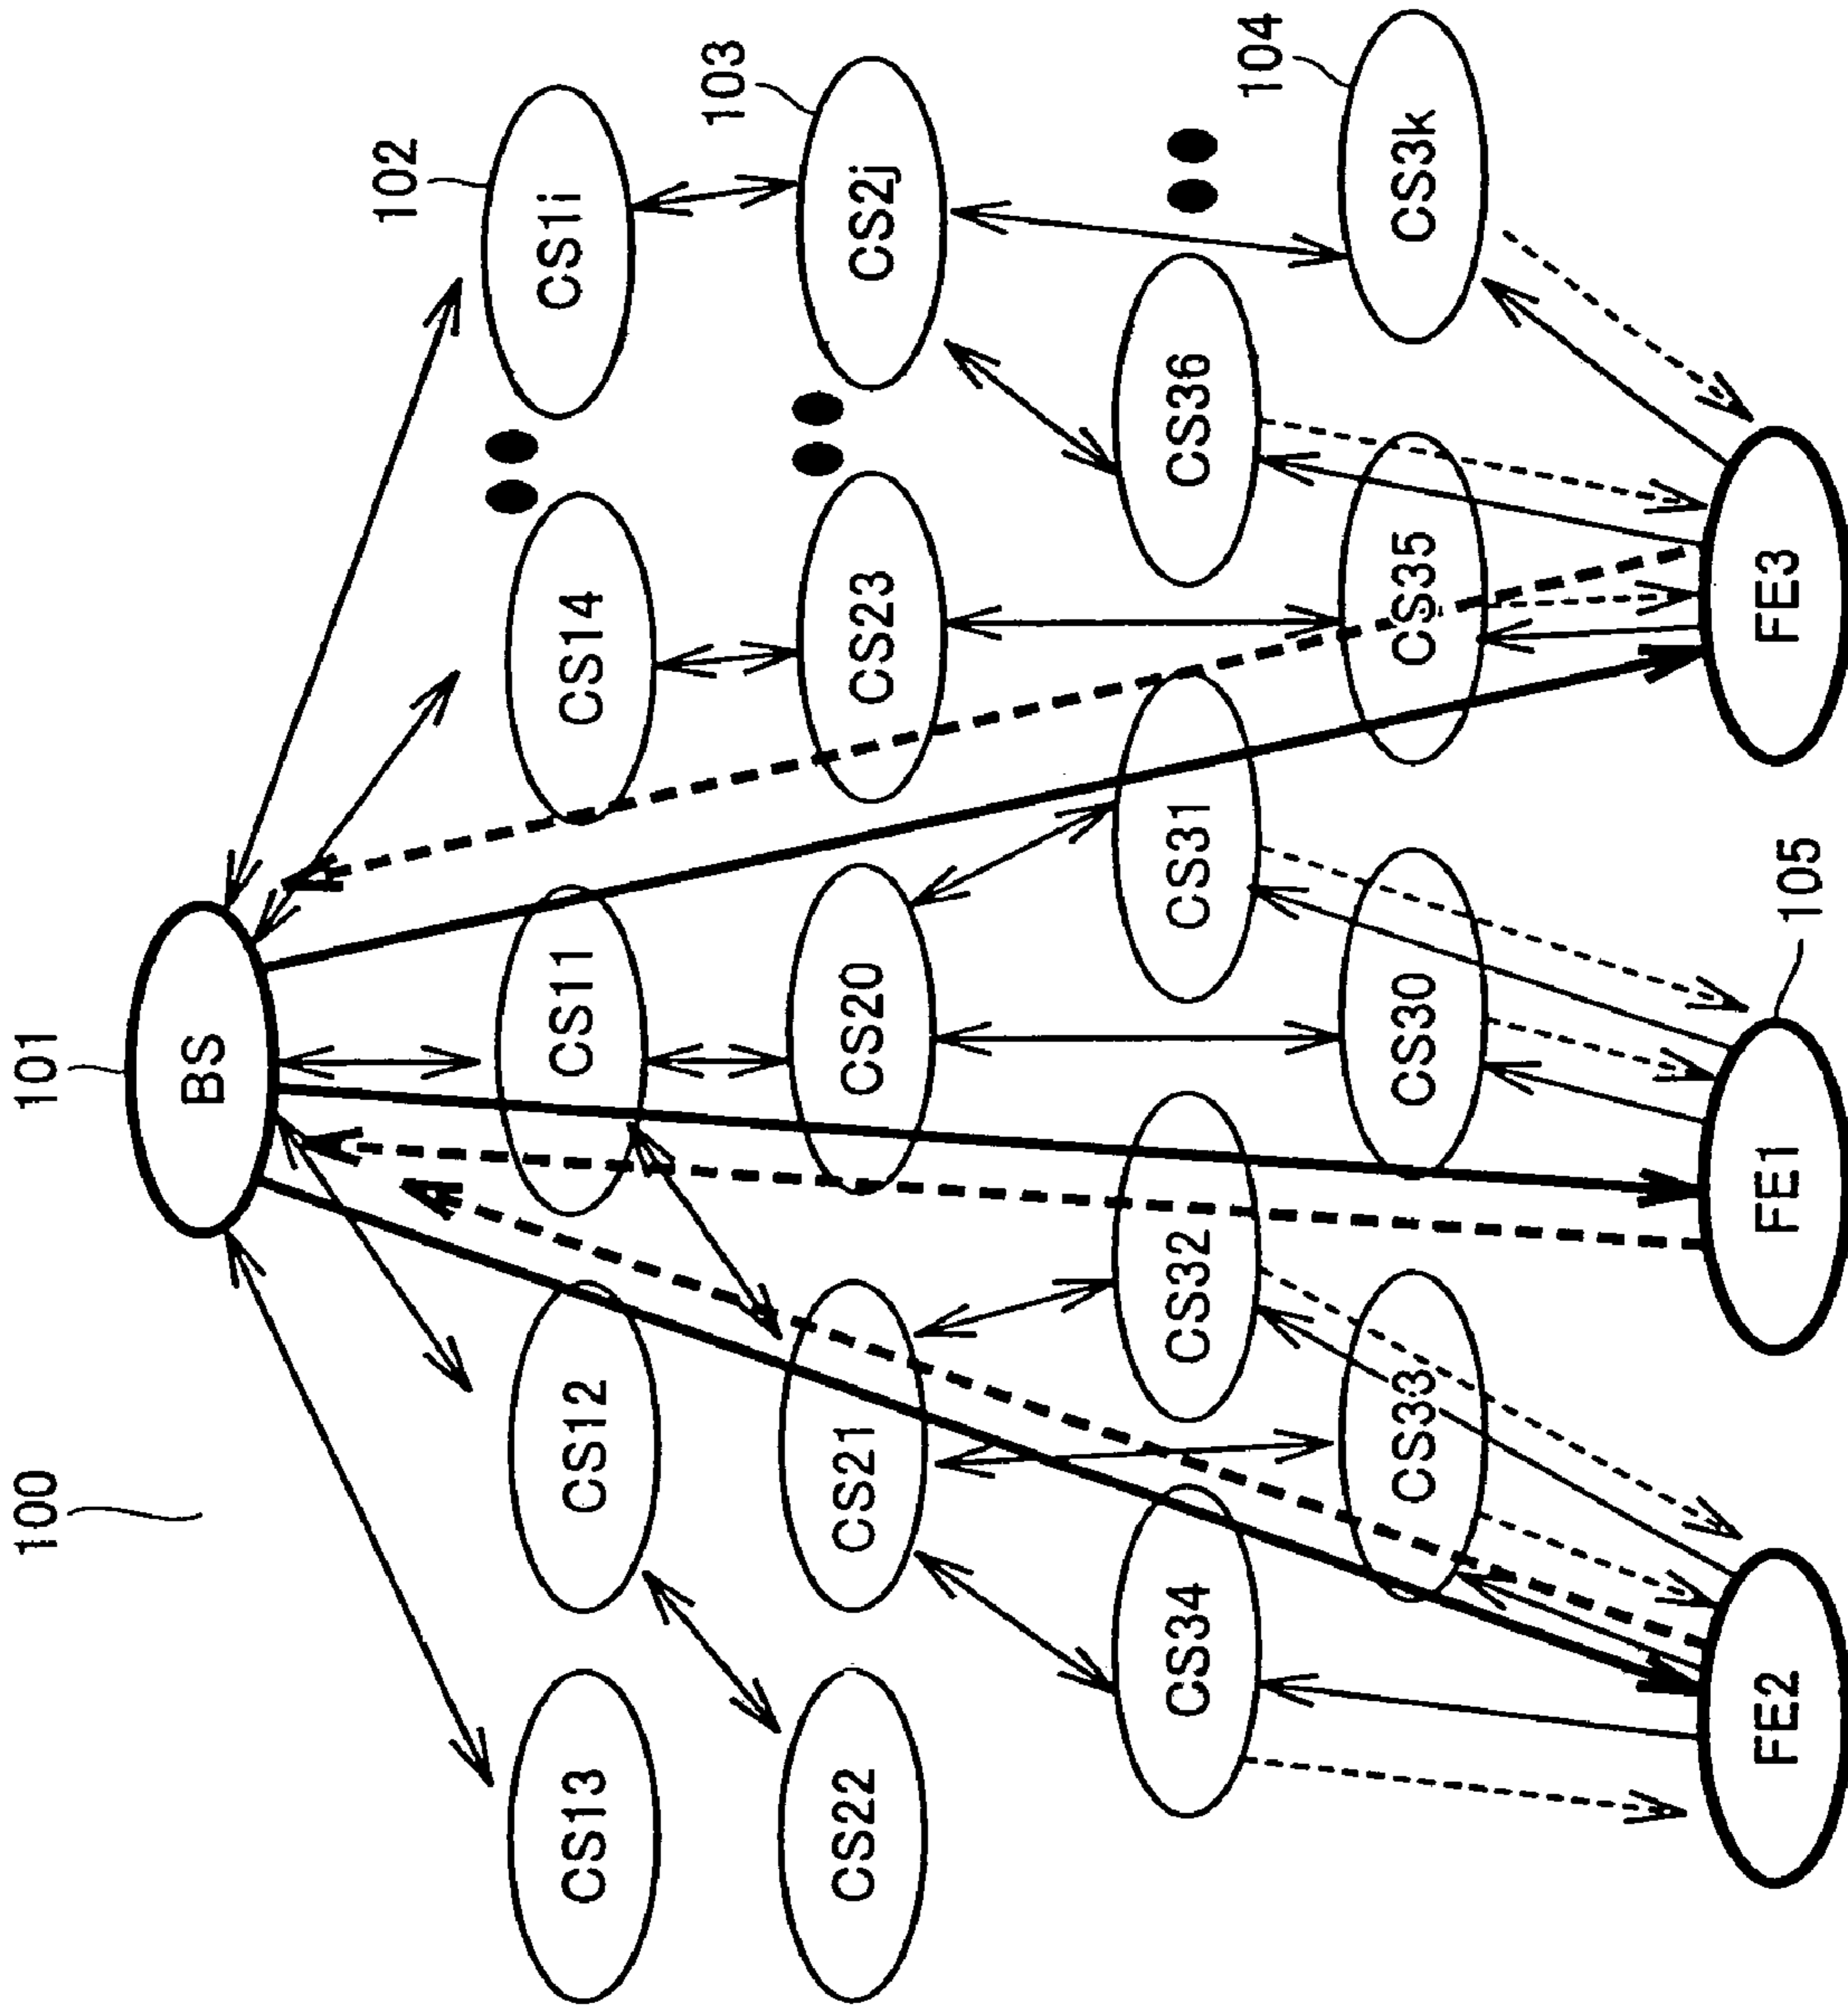 100
101
BS
102
CS13
CS12
CS11
CS14
CS1i
103
CS22
CS21
CS20
CS23
CS2j
104
CS34
CS32
CS31
CS36
CS33
CS30
CS35
CS3k
105
FE2
FE1
FE3